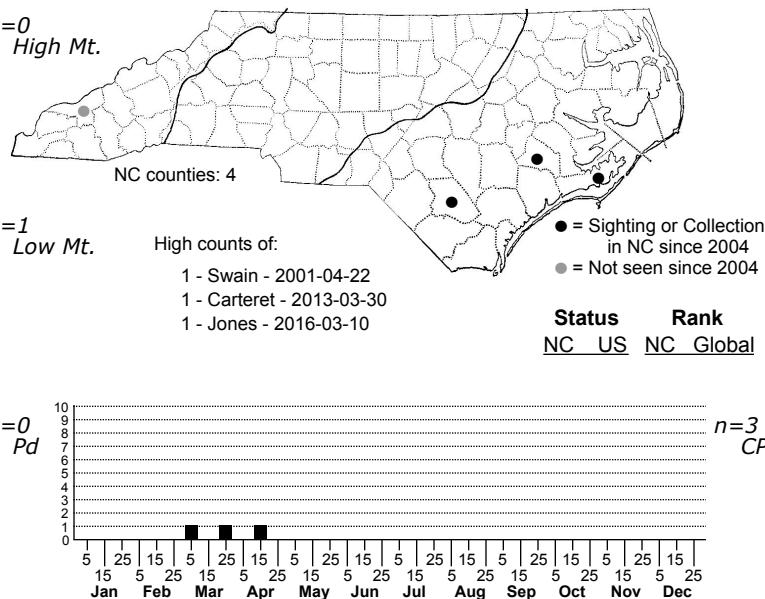 =0
High Mt.
NC counties: 4
=1
Low Mt.
High counts of:
1 - Swain - 2001-04-22
1 - Carteret - 2013-03-30
1 - Jones - 2016-03-10
= Sighting or Collection
in NC since 2004
= Not seen since 2004
Status Rank
NC US NC Global
=0
Pd
n=3
CP
10
9
8
7
6
5
4
3
2
1
0
5 25 15 5 25 15 5 25 15 5 25 15 5 25 15 5 25 15
15 5 25 15 5 25 15 5 25 15 5 25 15 5 25 15 5 25
Jan Feb Mar Apr May Jun Jul Aug Sep Oct Nov Dec